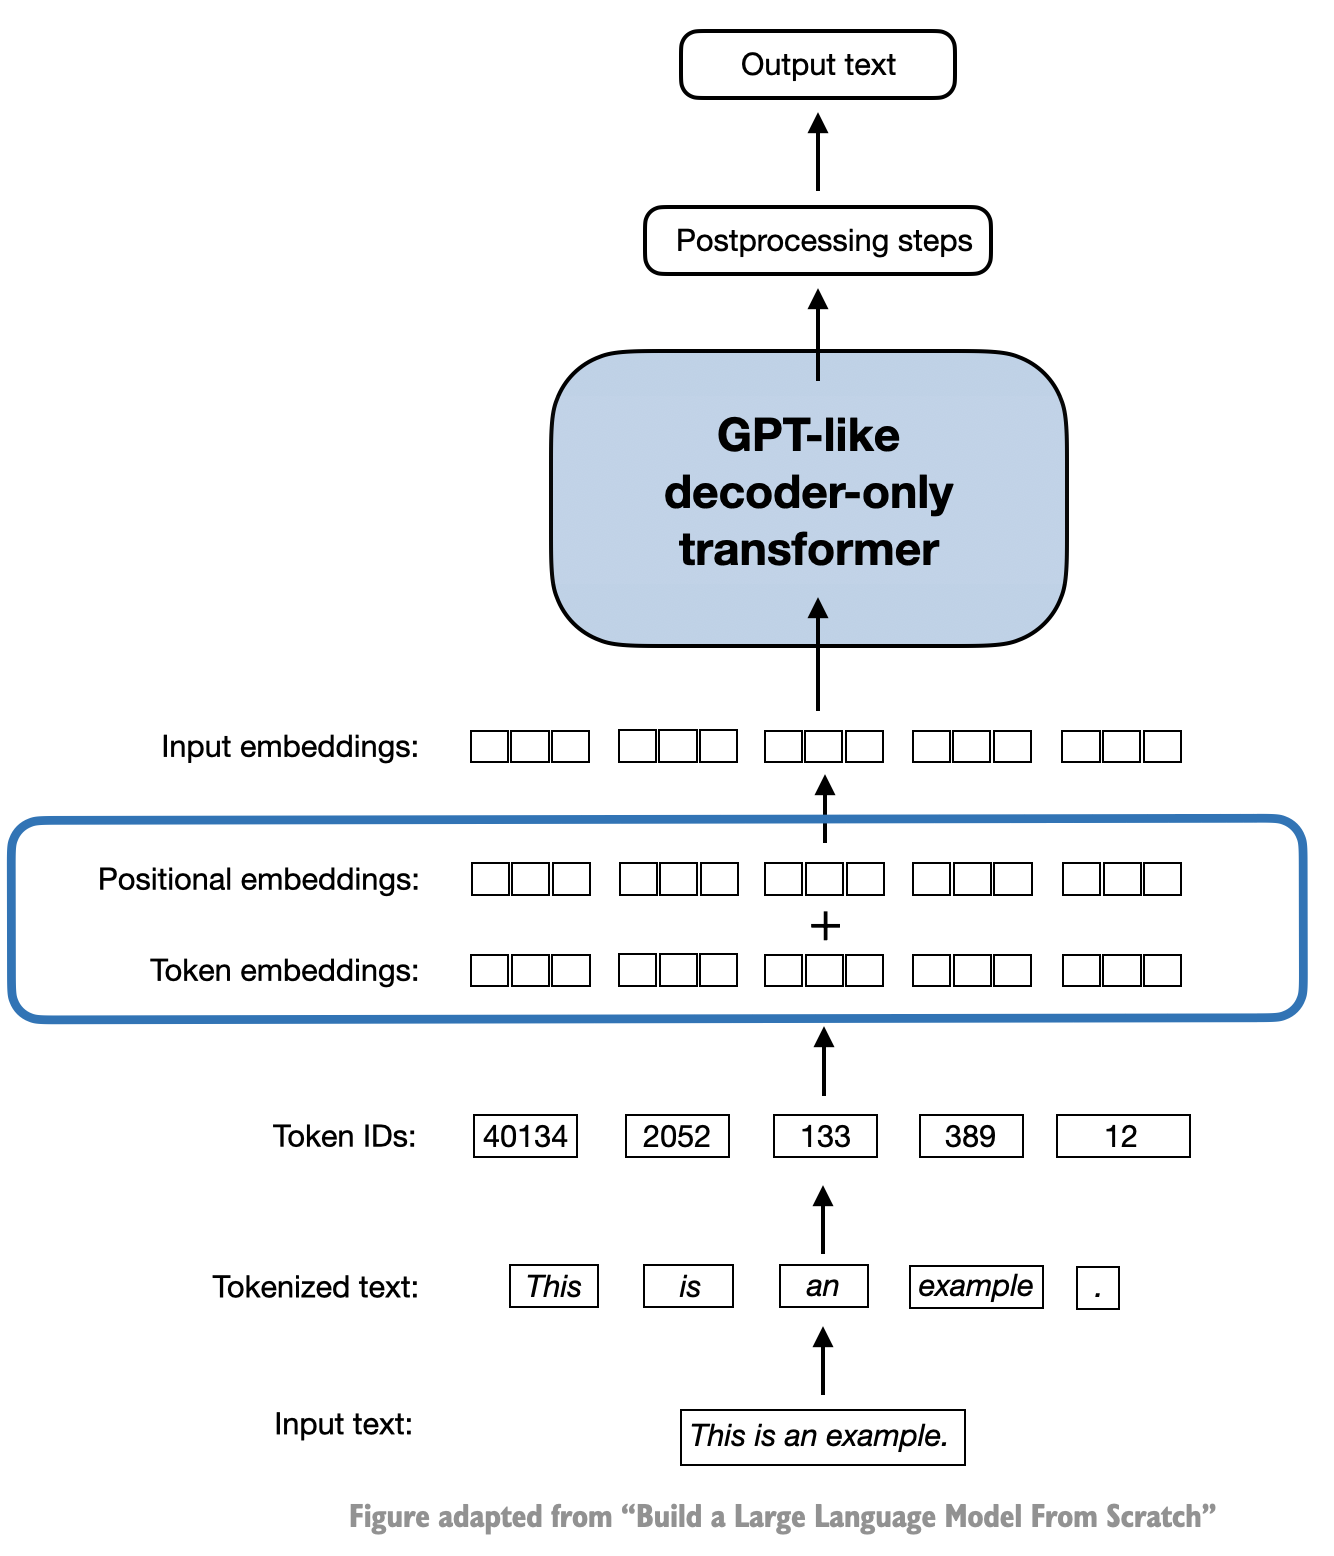 Output text
Postprocessing steps
GPT-like
decoder-only
transformer
Input embeddings:
Positional embeddings:
+
Token embeddings:
Token IDs: 40134 2052 133 389 12
Tokenized text: This is an example .
Input text: This is an example.
Figure adapted from “Build a Large Language Model From Scratch”